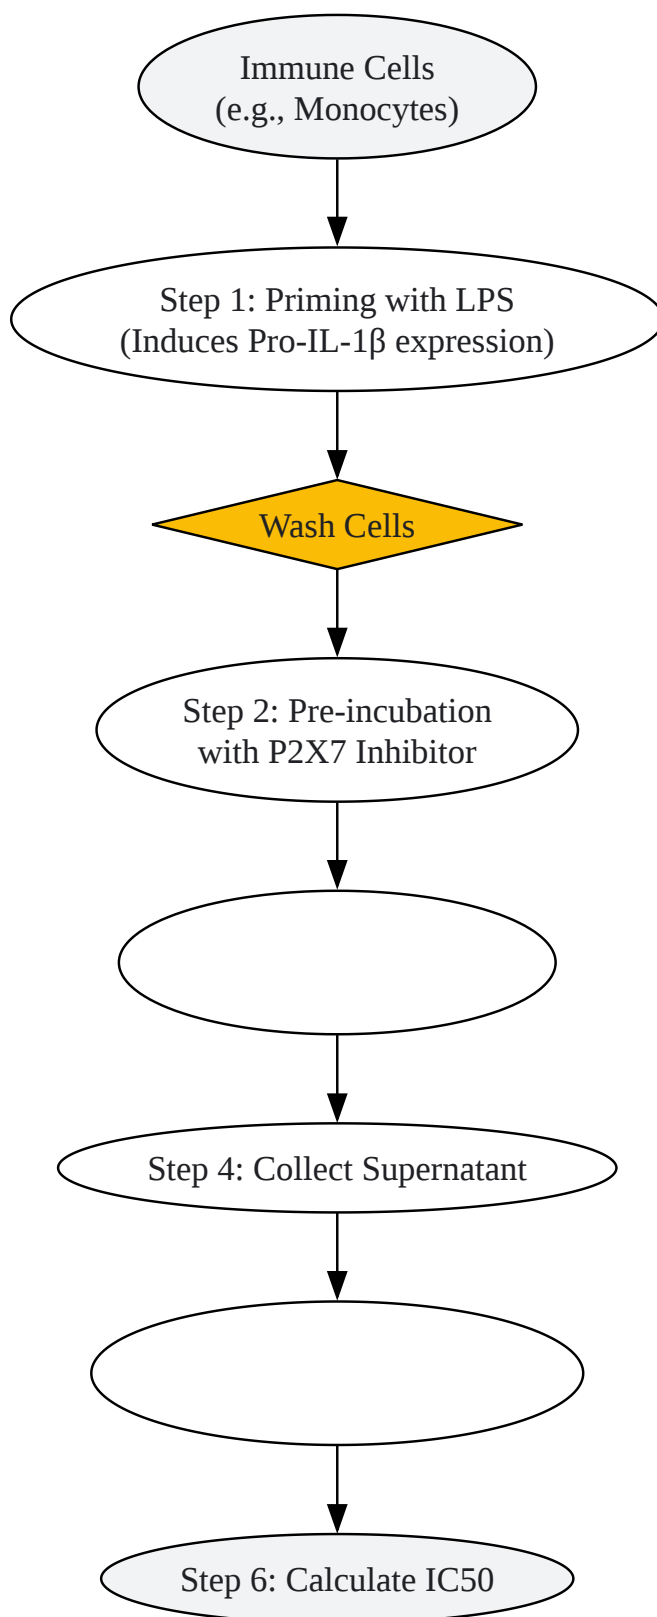 Immune Cells
(e.g., Monocytes)
Step 1: Priming with LPS
(Induces Pro-IL-1β expression)
Wash Cells
Step 2: Pre-incubation
with P2X7 Inhibitor
Step 4: Collect Supernatant
Step 6: Calculate IC50